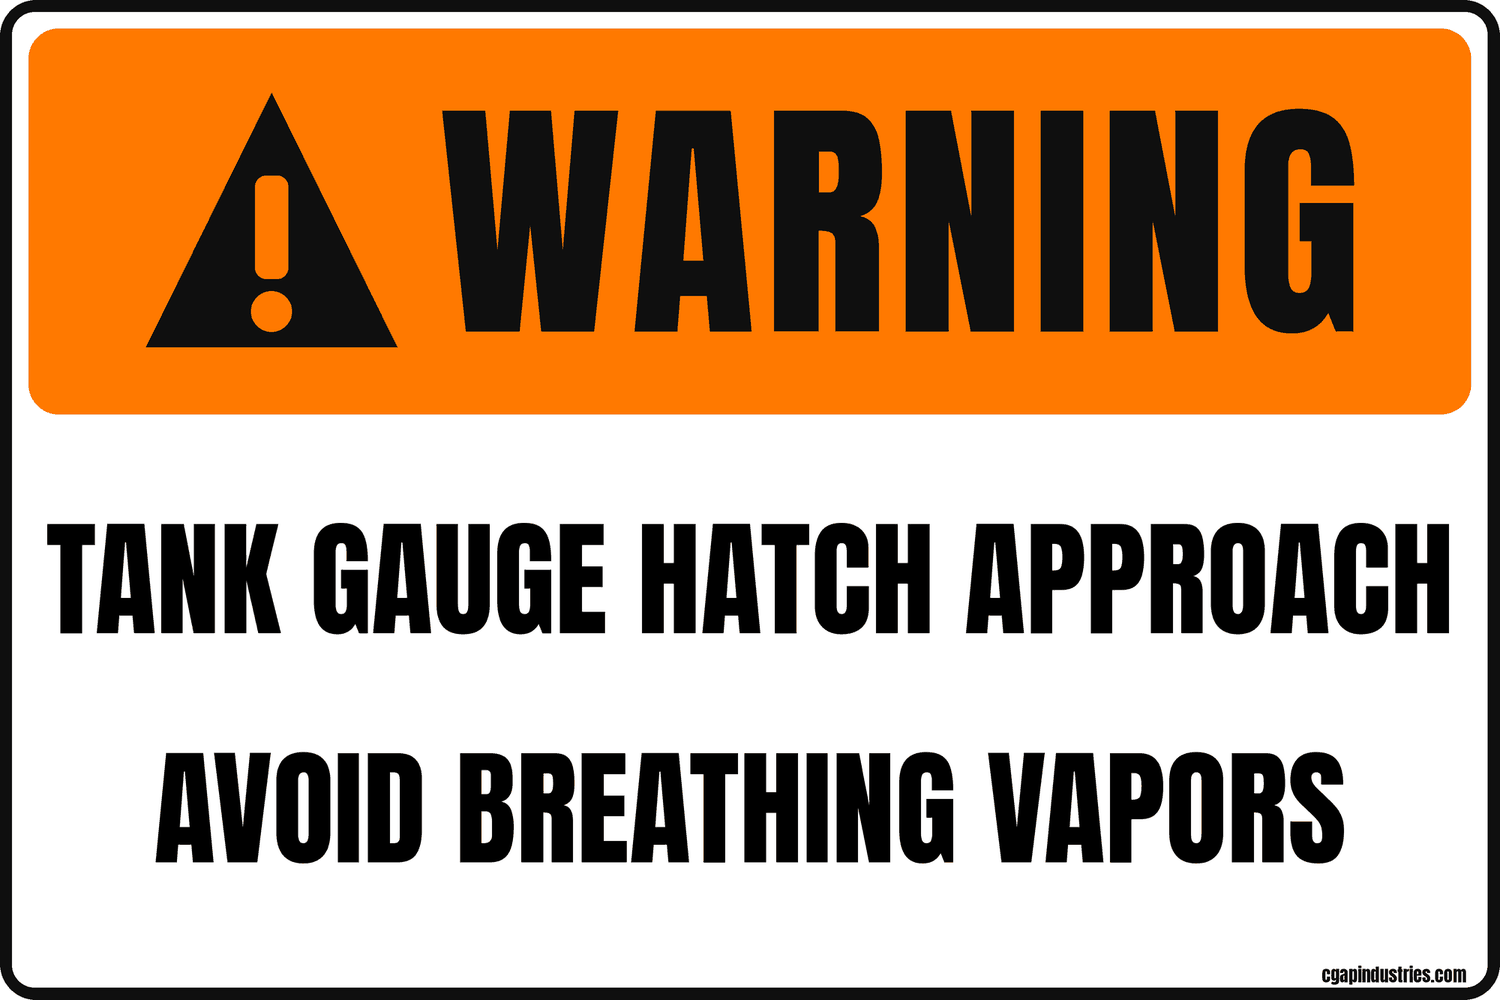 WARNING
TANK GAUGE HATCH APPROACH
AVOID BREATHING VAPORS
cgapindustries.com